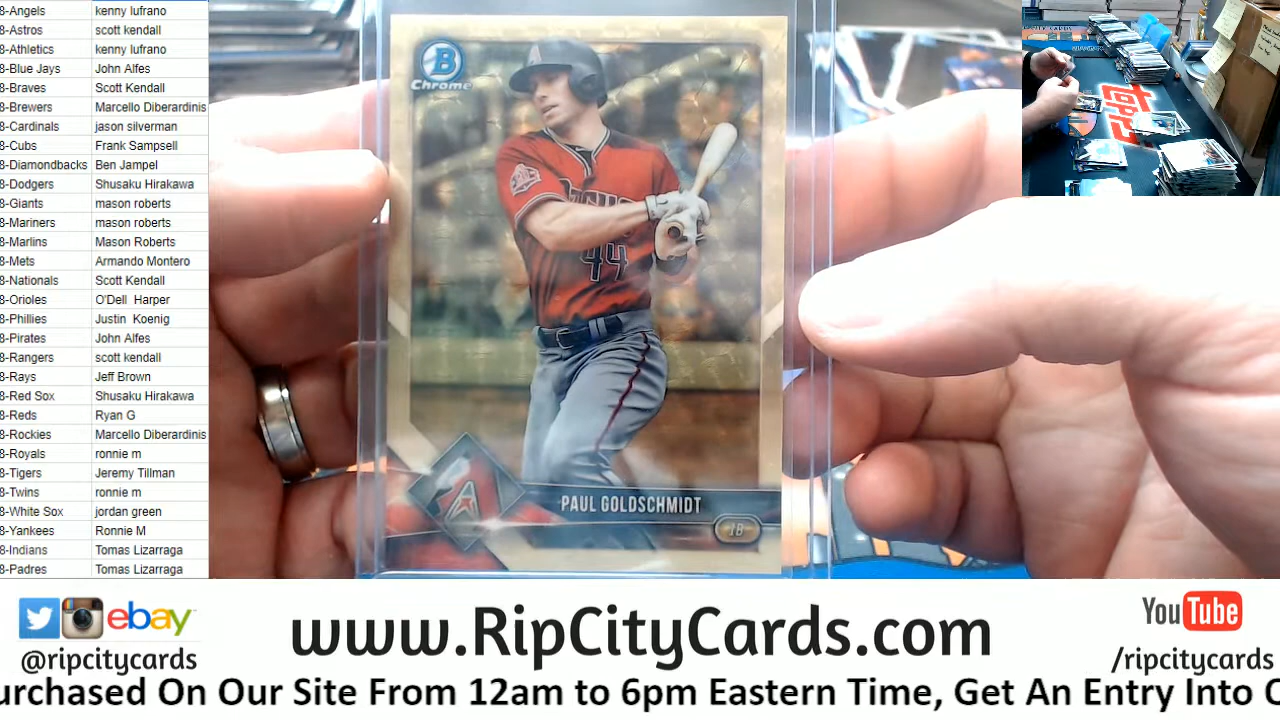 8-Angels kenny lufrano
8-Astros scott kendall
8-Athletics kenny lufrano
8-Blue Jays John Alfes
8-Braves Scott Kendall
8-Brewers Marcello Diberardinis
8-Cardinals jason silverman
8-Cubs Frank Sampsell
8-Diamondbacks Ben Jampel
8-Dodgers Shusaku Hirakawa
8-Giants mason roberts
8-Mariners mason roberts
8-Marlins Mason Roberts
8-Mets Armando Montero
8-Nationals Scott Kendall
8-Orioles O'Dell Harper
8-Phillies Justin Koenig
8-Pirates John Alfes
8-Rangers scott kendall
8-Rays Jeff Brown
8-Red Sox Shusaku Hirakawa
8-Reds Ryan G
8-Rockies Marcello Diberardinis
8-Royals ronnie m
8-Tigers Jeremy Tillman
8-Twins ronnie m
8-White Sox jordan green
8-Yankees Ronnie M
8-Indians Tomas Lizarraga
8-Padres Tomas Lizarraga
B
Chrome
44
A
PAUL GOLDSCHMIDT
1B
topps
ebay
@ripcitycards
www.RipCityCards.com
YouTube
/ripcitycards
urchased On Our Site From 12am to 6pm Eastern Time, Get An Entry Into